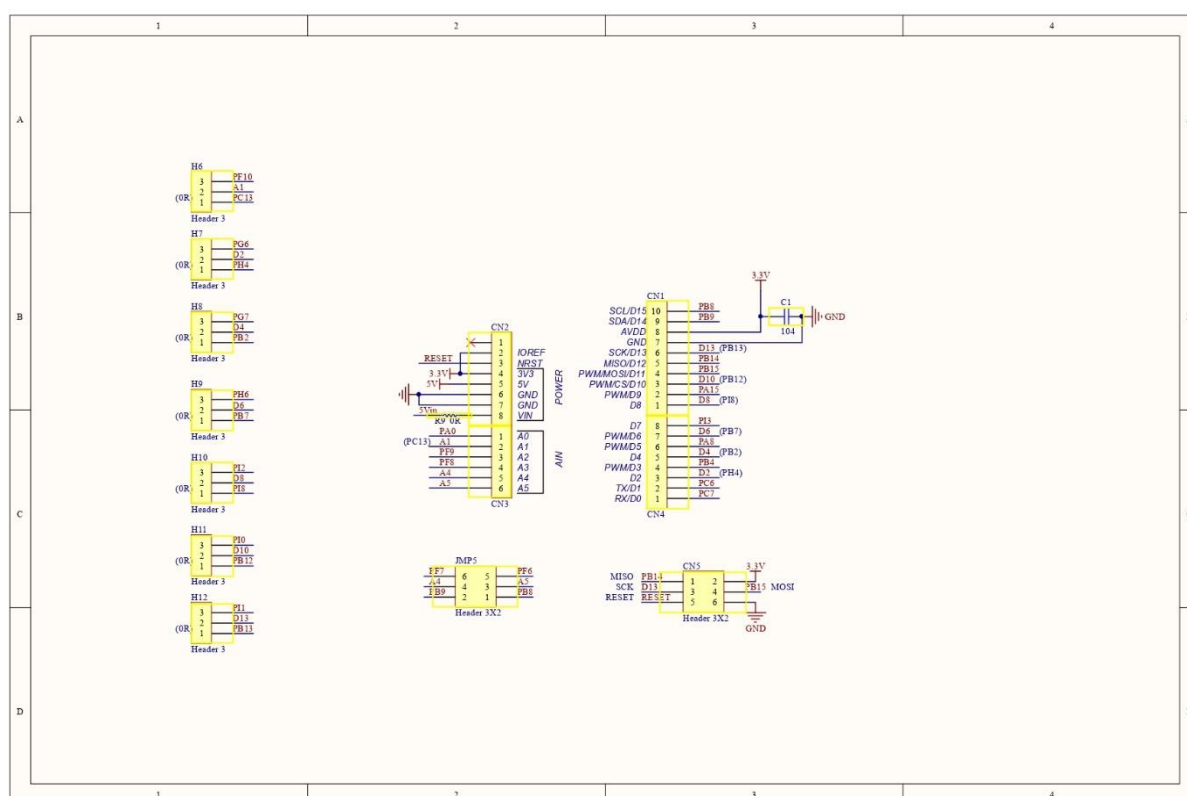 1 2 3 4
A
B
C
D
H6
3 PF10
2 A1
(0R) 1 PC13
Header 3
H7
3 PG6
2 D2
(0R) 1 PH4
Header 3
H8
3 PG7
2 D4
(0R) 1 PB2
Header 3
H9
3 PH6
2 D6
(0R) 1 PB7
Header 3
H10
3 PI2
2 D8
(0R) 1 PI8
Header 3
H11
3 PI0
2 D10
(0R) 1 PB12
Header 3
H12
3 PI1
2 D13
(0R) 1 PB13
Header 3
CN2
1
2 IOREF
RESET 3 NRST
3.3V 4 3V3
5V 5 5V
6 GND
7 GND
5Vin 8 VIN
R9 0R
POWER
PA0 1 A0
(PC13) A1 2 A1
PF9 3 A2
PF8 4 A3
A4 5 A4
A5 6 A5
AIN
CN3
JMP5
PF7 6 5 PF6
A4 4 3 A5
PB9 2 1 PB8
Header 3X2
3.3V
C1
104
GND
CN1
SCL/D15 10 PB8
SDA/D14 9 PB9
AVDD 8
GND 7
SCK/D13 6 D13 (PB13)
MISO/D12 5 PB14
PWM/MOSI/D11 4 PB15
PWM/CS/D10 3 D10 (PB12)
PWM/D9 2 PA15
D8 1 D8 (PI8)
D7 8 PI3
PWM/D6 7 D6 (PB7)
PWM/D5 6 PA8
D4 5 D4 (PB2)
PWM/D3 4 PB4
D2 3 D2 (PH4)
TX/D1 2 PC6
RX/D0 1 PC7
CN4
CN5
3.3V
MISO PB14 1 2
SCK D13 3 4 PB15 MOSI
RESET RESET 5 6
Header 3X2
GND
1 2 3 4